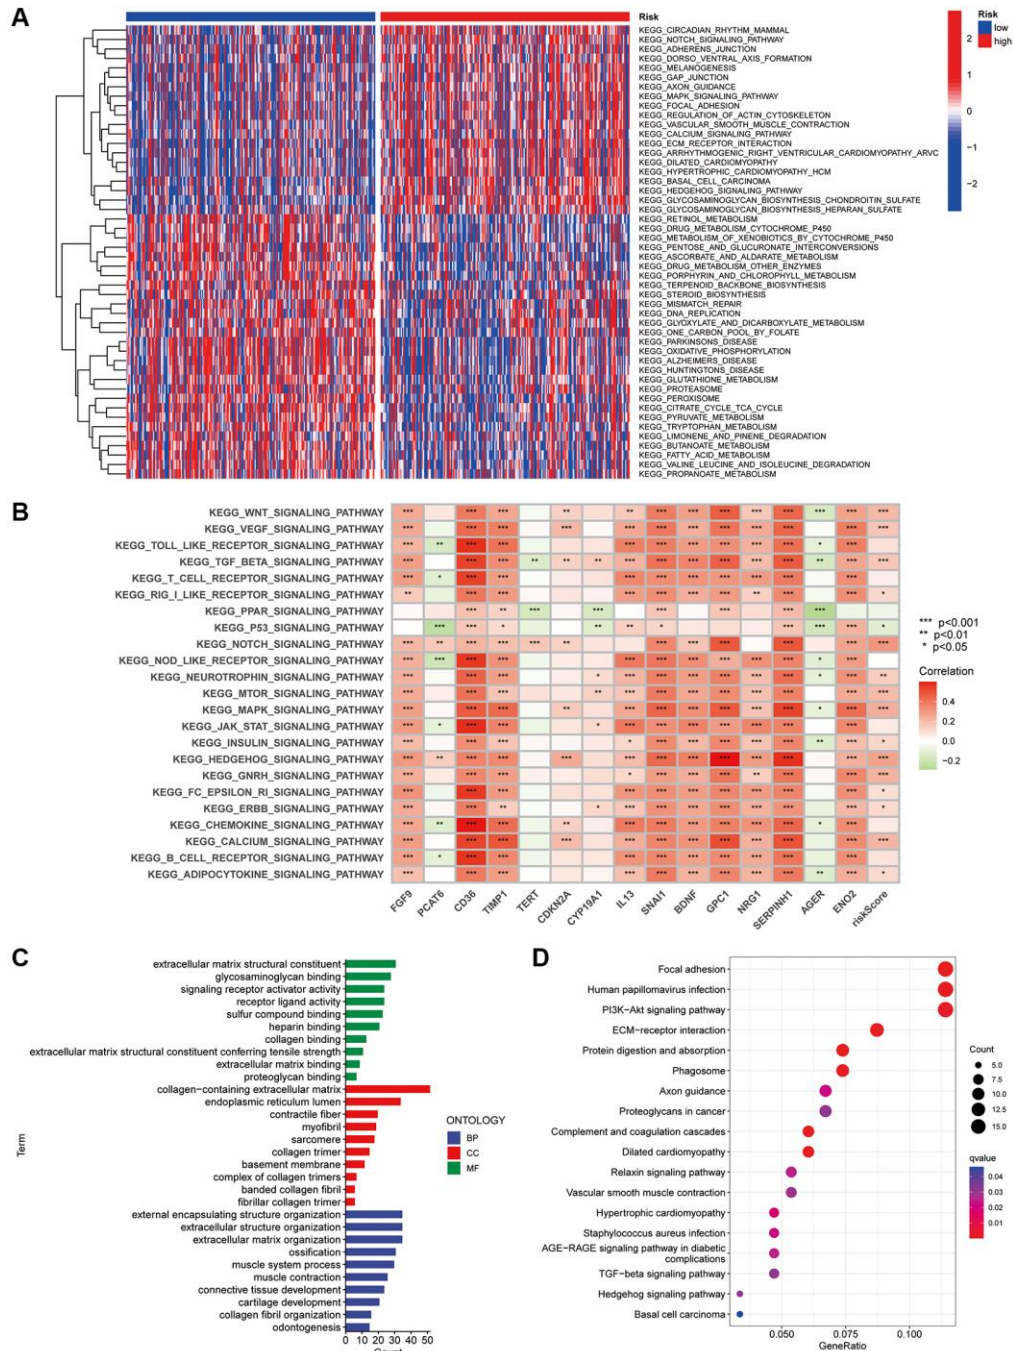 A
Risk
KEGG_CIRCADIAN_RHYTHM_MAMMAL
KEGG_NOTCH_SIGNALING_PATHWAY
KEGG_ADHERENS_JUNCTION
KEGG_DORSO_VENTRAL_AXIS_FORMATION
KEGG_MELANOGENESIS
KEGG_GAP_JUNCTION
KEGG_AXON_GUIDANCE
KEGG_MAPK_SIGNALING_PATHWAY
KEGG_FOCAL_ADHESION
KEGG_REGULATION_OF_ACTIN_CYTOSKELETON
KEGG_VASCULAR_SMOOTH_MUSCLE_CONTRACTION
KEGG_CALCIUM_SIGNALING_PATHWAY
KEGG_ECM_RECEPTOR_INTERACTION
KEGG_ARRHYTHMOGENIC_RIGHT_VENTRICULAR_CARDIOMYOPATHY_ARVC
KEGG_DILATED_CARDIOMYOPATHY
KEGG_HYPERTROPHIC_CARDIOMYOPATHY_HCM
KEGG_BASAL_CELL_CARCINOMA
KEGG_HEDGEHOG_SIGNALING_PATHWAY
KEGG_GLYCOSAMINOGLYCAN_BIOSYNTHESIS_CHONDROITIN_SULFATE
KEGG_GLYCOSAMINOGLYCAN_BIOSYNTHESIS_HEPARAN_SULFATE
KEGG_RETINOL_METABOLISM
KEGG_DRUG_METABOLISM_CYTOCHROME_P450
KEGG_METABOLISM_OF_XENOBIOTICS_BY_CYTOCHROME_P450
KEGG_PENTOSE_AND_GLUCURONATE_INTERCONVERSIONS
KEGG_ASCORBATE_AND_ALDARATE_METABOLISM
KEGG_DRUG_METABOLISM_OTHER_ENZYMES
KEGG_PORPHYRIN_AND_CHLOROPHYLL_METABOLISM
KEGG_TERPENOID_BACKBONE_BIOSYNTHESIS
KEGG_STEROID_BIOSYNTHESIS
KEGG_MISMATCH_REPAIR
KEGG_DNA_REPLICATION
KEGG_GLYOXYLATE_AND_DICARBOXYLATE_METABOLISM
KEGG_ONE_CARBON_POOL_BY_FOLATE
KEGG_PARKINSONS_DISEASE
KEGG_OXIDATIVE_PHOSPHORYLATION
KEGG_ALZHEIMERS_DISEASE
KEGG_HUNTINGTONS_DISEASE
KEGG_GLUTATHIONE_METABOLISM
KEGG_PROTEASOME
KEGG_PEROXISOME
KEGG_CITRATE_CYCLE_TCA_CYCLE
KEGG_PYRUVATE_METABOLISM
KEGG_TRYPTOPHAN_METABOLISM
KEGG_LIMONENE_AND_PINENE_DEGRADATION
KEGG_BUTANOATE_METABOLISM
KEGG_FATTY_ACID_METABOLISM
KEGG_VALINE_LEUCINE_AND_ISOLEUCINE_DEGRADATION
KEGG_PROPANOATE_METABOLISM
2
1
0
−1
−2
Risk
low
high
B
KEGG_WNT_SIGNALING_PATHWAY
KEGG_VEGF_SIGNALING_PATHWAY
KEGG_TOLL_LIKE_RECEPTOR_SIGNALING_PATHWAY
KEGG_TGF_BETA_SIGNALING_PATHWAY
KEGG_T_CELL_RECEPTOR_SIGNALING_PATHWAY
KEGG_RIG_I_LIKE_RECEPTOR_SIGNALING_PATHWAY
KEGG_PPAR_SIGNALING_PATHWAY
KEGG_P53_SIGNALING_PATHWAY
KEGG_NOTCH_SIGNALING_PATHWAY
KEGG_NOD_LIKE_RECEPTOR_SIGNALING_PATHWAY
KEGG_NEUROTROPHIN_SIGNALING_PATHWAY
KEGG_MTOR_SIGNALING_PATHWAY
KEGG_MAPK_SIGNALING_PATHWAY
KEGG_JAK_STAT_SIGNALING_PATHWAY
KEGG_INSULIN_SIGNALING_PATHWAY
KEGG_HEDGEHOG_SIGNALING_PATHWAY
KEGG_GNRH_SIGNALING_PATHWAY
KEGG_FC_EPSILON_RI_SIGNALING_PATHWAY
KEGG_ERBB_SIGNALING_PATHWAY
KEGG_CHEMOKINE_SIGNALING_PATHWAY
KEGG_CALCIUM_SIGNALING_PATHWAY
KEGG_B_CELL_RECEPTOR_SIGNALING_PATHWAY
KEGG_ADIPOCYTOKINE_SIGNALING_PATHWAY
FGF9
PCAT6
CD36
TIMP1
TERT
CDKN2A
CYP19A1
IL13
SNAI1
BDNF
GPC1
NRG1
SERPINH1
AGER
ENO2
riskScore
*** p<0.001
** p<0.01
* p<0.05
Correlation
0.4
0.2
0.0
−0.2
C
Term
extracellular matrix structural constituent
glycosaminoglycan binding
signaling receptor activator activity
receptor ligand activity
sulfur compound binding
heparin binding
collagen binding
extracellular matrix structural constituent conferring tensile strength
extracellular matrix binding
proteoglycan binding
collagen−containing extracellular matrix
endoplasmic reticulum lumen
contractile fiber
myofibril
sarcomere
collagen trimer
basement membrane
complex of collagen trimers
banded collagen fibril
fibrillar collagen trimer
external encapsulating structure organization
extracellular structure organization
extracellular matrix organization
ossification
muscle system process
muscle contraction
connective tissue development
cartilage development
collagen fibril organization
odontogenesis
0 10 20 30 40 50
Count
ONTOLOGY
BP
CC
MF
D
Focal adhesion
Human papillomavirus infection
PI3K−Akt signaling pathway
ECM−receptor interaction
Protein digestion and absorption
Phagosome
Axon guidance
Proteoglycans in cancer
Complement and coagulation cascades
Dilated cardiomyopathy
Relaxin signaling pathway
Vascular smooth muscle contraction
Hypertrophic cardiomyopathy
Staphylococcus aureus infection
AGE−RAGE signaling pathway in diabetic
complications
TGF−beta signaling pathway
Hedgehog signaling pathway
Basal cell carcinoma
0.050 0.075 0.100
GeneRatio
Count
5.0
7.5
10.0
12.5
15.0
qvalue
0.04
0.03
0.02
0.01